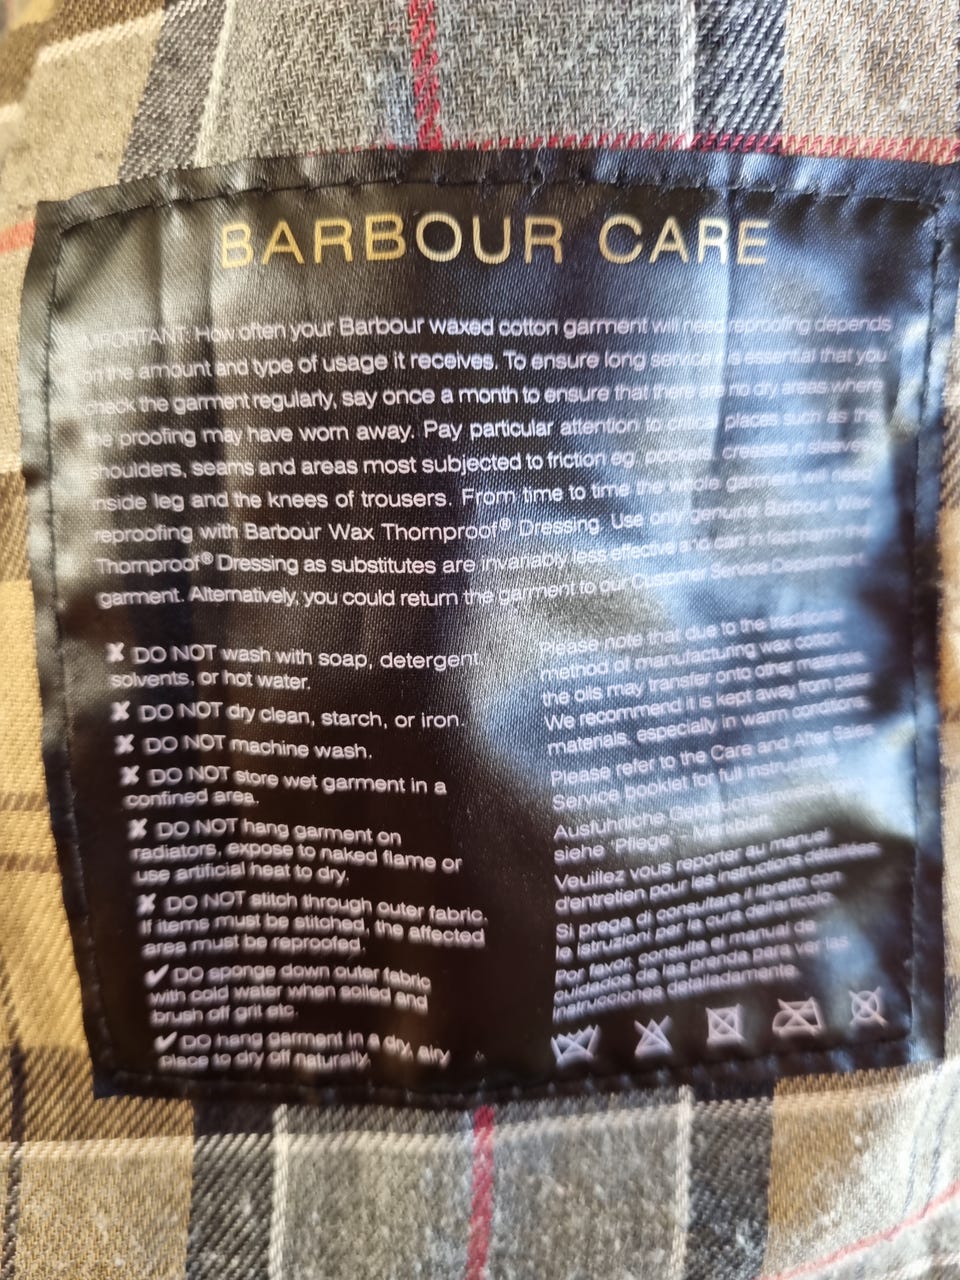 BARBOUR CARE
IMPORTANT: How often your Barbour waxed cotton garment will need reproofing depends
on the amount and type of usage it receives. To ensure long service it is essential that you
check the garment regularly, say once a month to ensure that there are no dry areas where
the proofing may have worn away. Pay particular attention to critical places such as the
shoulders, seams and areas most subjected to friction eg. pockets, creases in sleeves
inside leg and the knees of trousers. From time to time the whole garment will need
reproofing with Barbour Wax Thornproof® Dressing. Use only genuine Barbour Wax
Thornproof® Dressing as substitutes are invariably less effective and can in fact harm the
garment. Alternatively, you could return the garment to our Customer Service Department.
✘ DO NOT wash with soap, detergent,
solvents, or hot water.
✘ DO NOT dry clean, starch, or iron.
✘ DO NOT machine wash.
✘ DO NOT store wet garment in a
confined area.
✘ DO NOT hang garment on
radiators, expose to naked flame or
use artificial heat to dry.
✘ DO NOT stitch through outer fabric.
If items must be stitched, the affected
area must be reproofed.
✔ DO sponge down outer fabric
with cold water when soiled and
brush off grit etc.
✔ DO hang garment in a dry, airy
place to dry off naturally.
Please note that due to the traditional
method of manufacturing wax cotton,
the oils may transfer onto other materials.
We recommend it is kept away from paler
materials, especially in warm conditions.
Please refer to the Care and After Sales
Service booklet for full instructions.
Ausführliche Gebrauchsanweisung
siehe 'Pflege' - Merkblatt.
Veuillez vous reporter au manuel
d'entretien pour les instructions détaillées.
Si prega di consultare il libretto con
le istruzioni per la cura dell'articolo.
Por favor, consulte el manual de
cuidados de las prenda para ver las
instrucciones detalladamente.